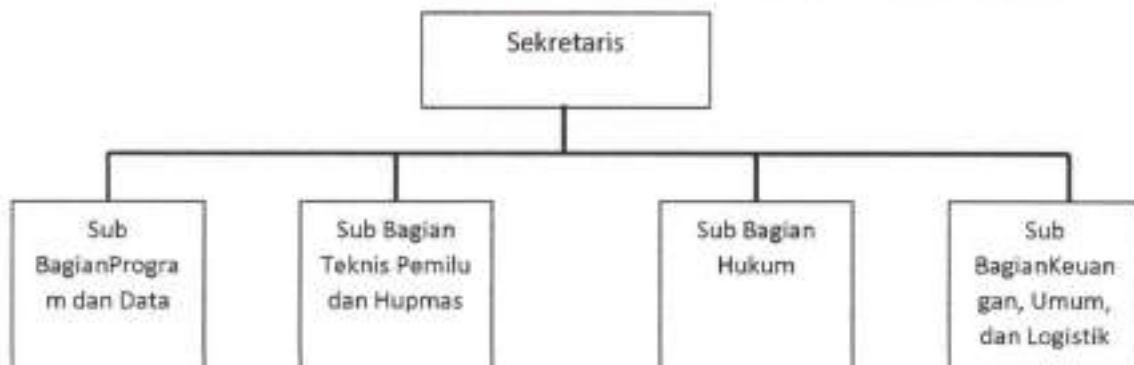 Sekretaris
Sub
BagianProgra
m dan Data
Sub Bagian
Teknis Pemilu
dan Hupmas
Sub Bagian
Hukum
Sub
BagianKeuan
gan, Umum,
dan Logistik